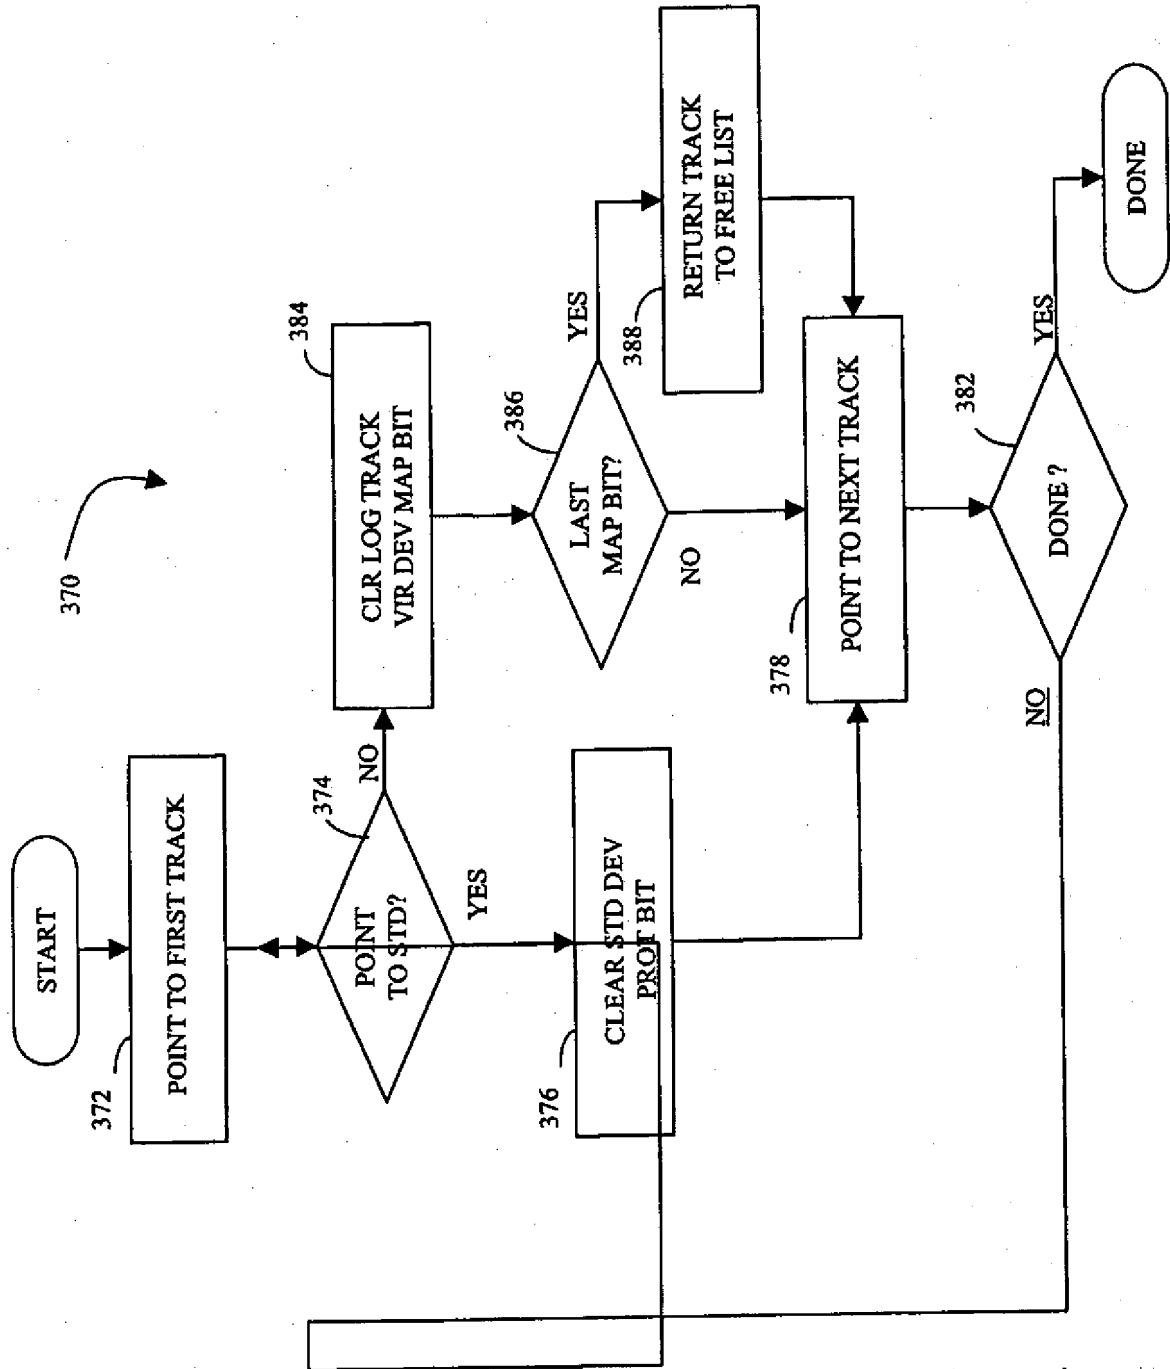 370
START
372
POINT TO FIRST TRACK
374
POINT
TO STD?
NO
YES
384
CLR LOG TRACK
VIR DEV MAP BIT
376
CLEAR STD DEV
PROT BIT
386
LAST
MAP BIT?
YES
NO
388
RETURN TRACK
TO FREE LIST
378
POINT TO NEXT TRACK
382
DONE ?
NO
YES
DONE